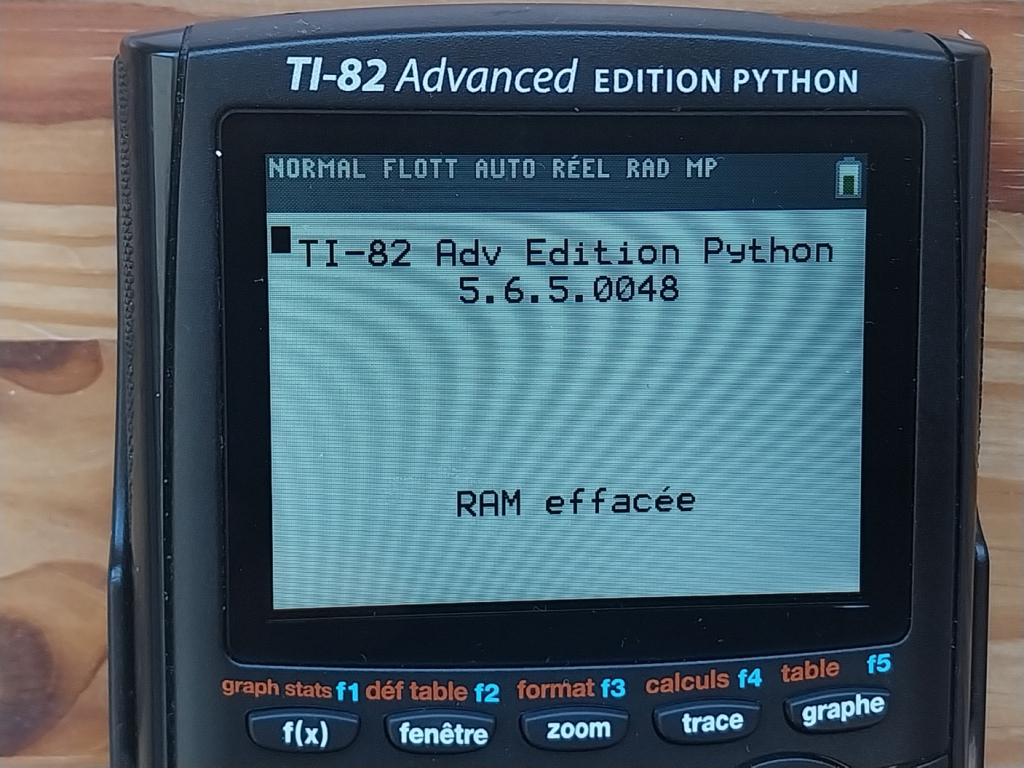 TI-82 Advanced EDITION PYTHON
NORMAL FLOTT AUTO RÉEL RAD MP
TI-82 Adv Edition Python
5.6.5.0048
RAM effacée
graph stats f1 déf table f2 format f3 calculs f4 table f5
f(x) fenêtre zoom trace graphe